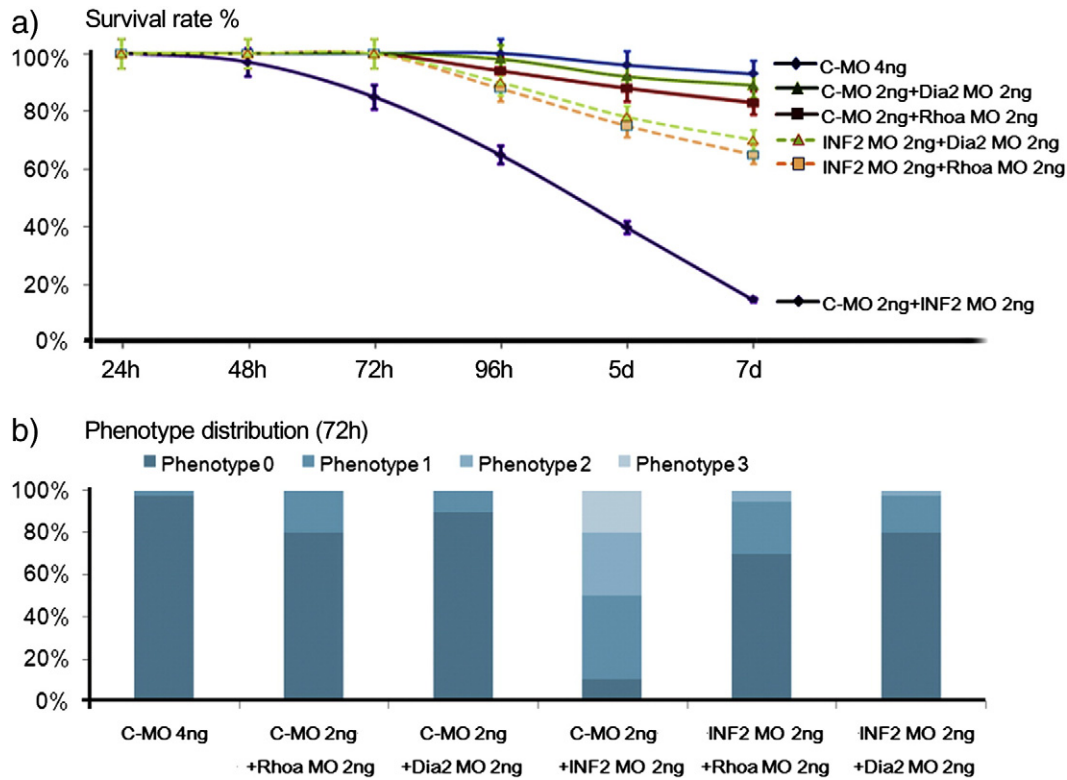 a) Survival rate %
100%
80%
60%
40%
20%
0%
24h 48h 72h 96h 5d 7d
C-MO 4ng
C-MO 2ng+Dia2 MO 2ng
C-MO 2ng+Rhoa MO 2ng
INF2 MO 2ng+Dia2 MO 2ng
INF2 MO 2ng+Rhoa MO 2ng
C-MO 2ng+INF2 MO 2ng
b) Phenotype distribution (72h)
Phenotype 0 Phenotype 1 Phenotype 2 Phenotype 3
100%
80%
60%
40%
20%
0%
C-MO 4ng C-MO 2ng C-MO 2ng C-MO 2ng INF2 MO 2ng INF2 MO 2ng
+Rhoa MO 2ng +Dia2 MO 2ng +INF2 MO 2ng +Rhoa MO 2ng +Dia2 MO 2ng